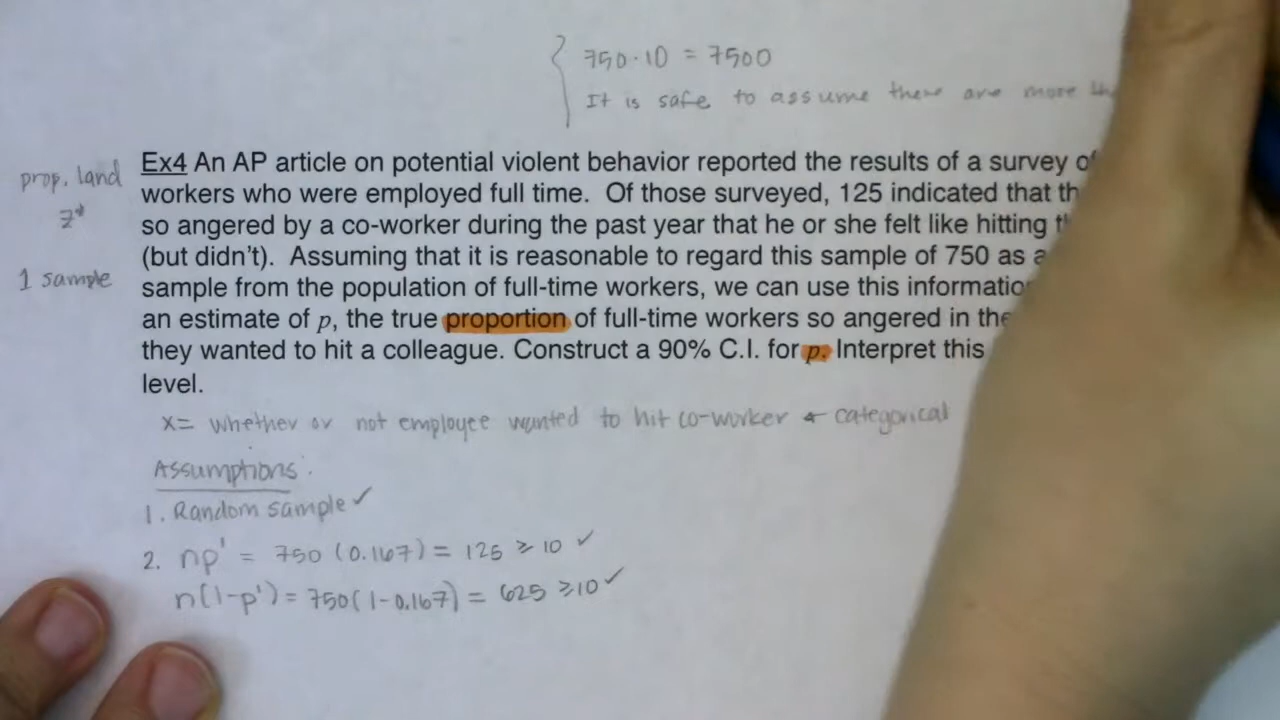 750·10 = 7500
It is safe to assume there are more
prop. land
z*
1 sample
Ex4 An AP article on potential violent behavior reported the results of a survey
workers who were employed full time. Of those surveyed, 125 indicated that
so angered by a co-worker during the past year that he or she felt like hitting
(but didn't). Assuming that it is reasonable to regard this sample of 750 as
sample from the population of full-time workers, we can use this
an estimate of p, the true proportion of full-time workers so angered in the
they wanted to hit a colleague. Construct a 90% C.I. for p. Interpret this
level.
x= whether or not employee wanted to hit co-worker ← categorical
Assumptions:
1. Random sample ✓
2. np' = 750 (0.167) = 125 ≥ 10 ✓
n(1-p') = 750(1-0.167) = 625 ≥10 ✓